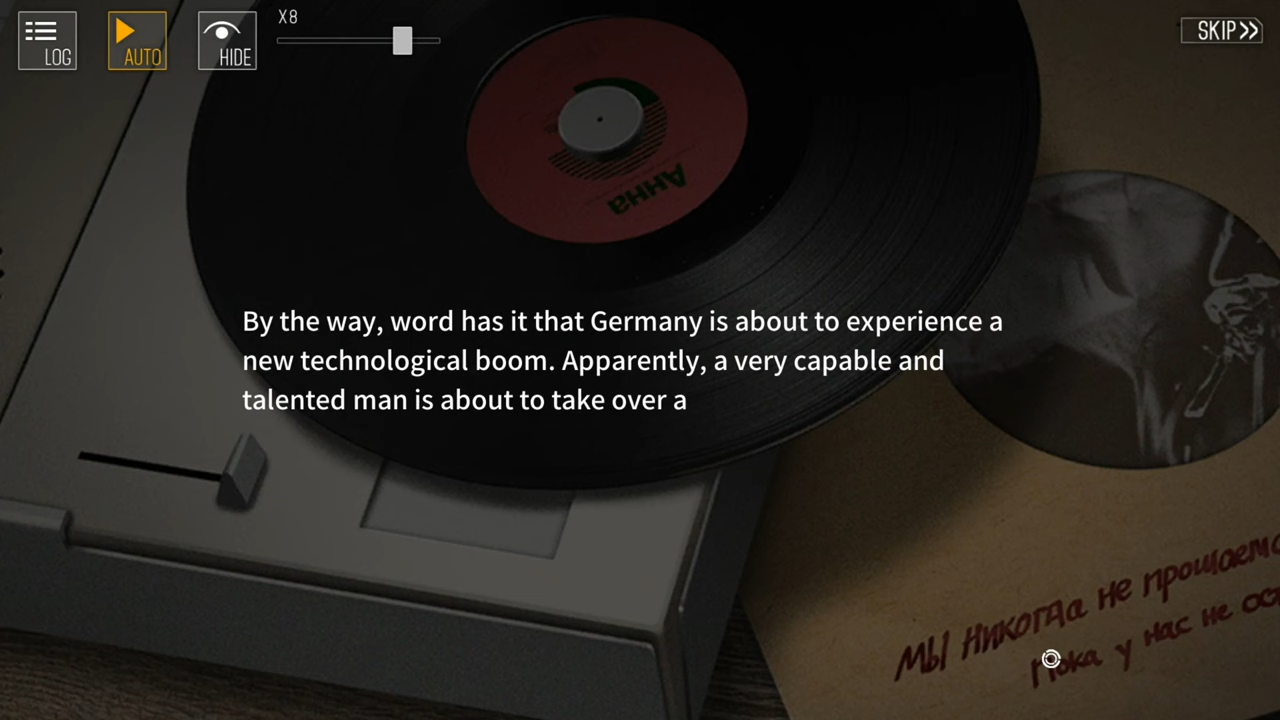 LOG
AUTO
HIDE
X8
SKIP
Анна
By the way, word has it that Germany is about to experience a
new technological boom. Apparently, a very capable and
talented man is about to take over a
Мы никогда не прощаемс
Пока у нас не ос